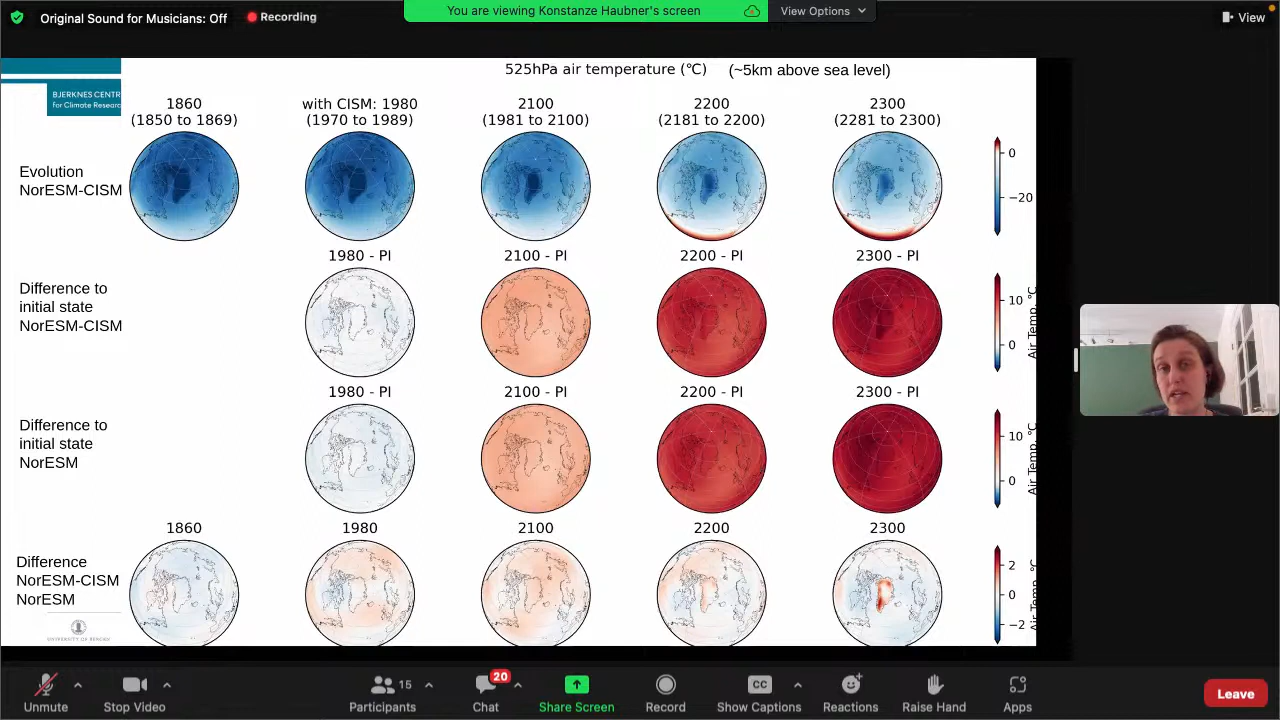 Original Sound for Musicians: Off
Recording
You are viewing Konstanze Haubner's screen
View Options
View
525hPa air temperature (℃) (~5km above sea level)
BJERKNES CENTR
for Climate Researc
1860
(1850 to 1869)
with CISM: 1980
(1970 to 1989)
2100
(1981 to 2100)
2200
(2181 to 2200)
2300
(2281 to 2300)
Evolution
NorESM-CISM
0
−20
1980 - PI
2100 - PI
2200 - PI
2300 - PI
Difference to
initial state
NorESM-CISM
10
0
Air Temp, °C
1980 - PI
2100 - PI
2200 - PI
2300 - PI
Difference to
initial state
NorESM
10
0
Air Temp, °C
1860
1980
2100
2200
2300
Difference
NorESM-CISM
NorESM
2
0
−2
Air Temp, °C
UNIVERSITY OF BERGEN
Unmute
Stop Video
Participants
15
Chat
20
Share Screen
Record
CC
Show Captions
Reactions
Raise Hand
Apps
Leave